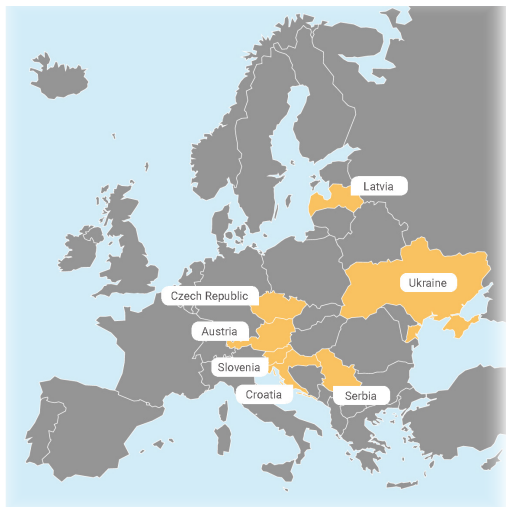 Latvia
Ukraine
Czech Republic
Austria
Slovenia
Croatia
Serbia